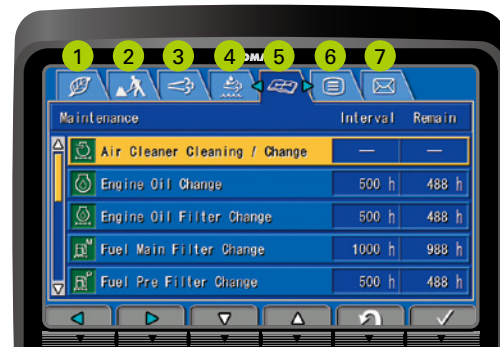 1 2 3 4 5 6 7
OMA
Maintenance Interval Remain
Air Cleaner Cleaning / Change — —
Engine Oil Change 500 h 488 h
Engine Oil Filter Change 500 h 488 h
Fuel Main Filter Change 1000 h 988 h
Fuel Pre Filter Change 500 h 488 h